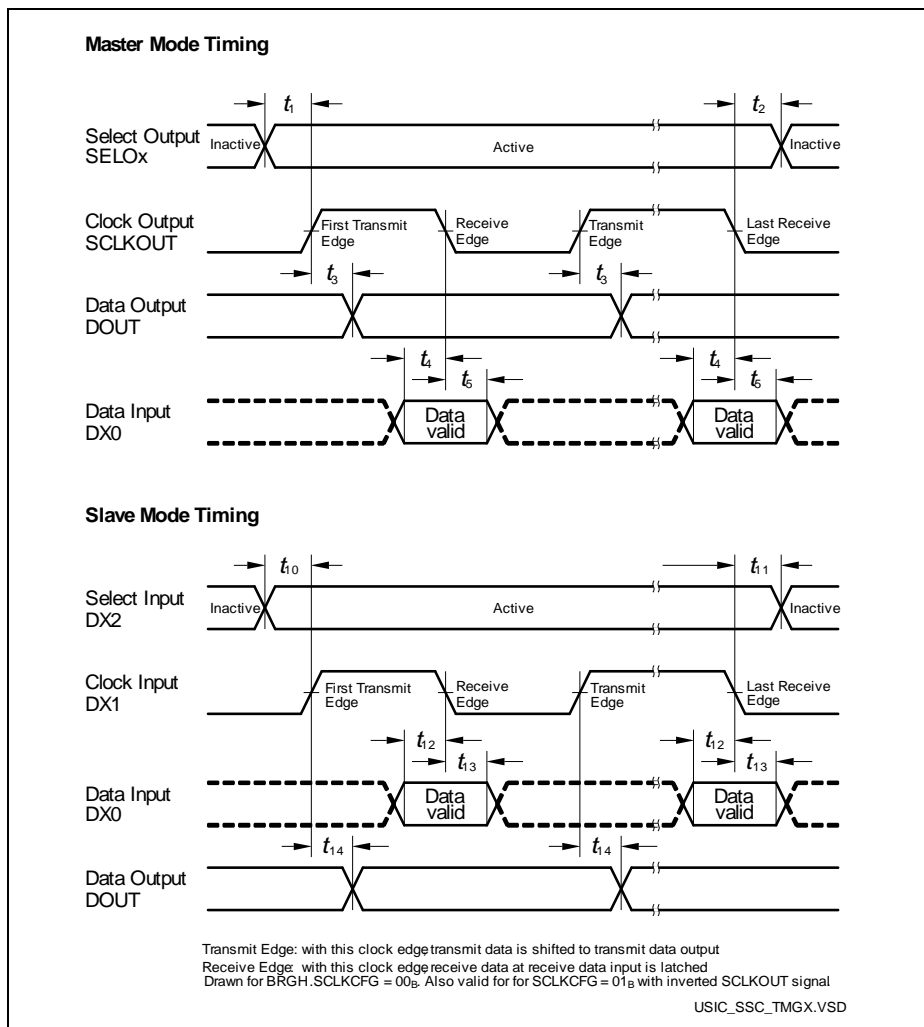 Master Mode Timing
t1
t2
Select Output
SELOx
Inactive
Active
Inactive
Clock Output
SCLKOUT
First Transmit
Edge
Receive
Edge
Transmit
Edge
Last Receive
Edge
t3
t3
Data Output
DOUT
t4
t5
t4
t5
Data Input
DX0
Data
valid
Data
valid
Slave Mode Timing
t10
t11
Select Input
DX2
Inactive
Active
Inactive
Clock Input
DX1
First Transmit
Edge
Receive
Edge
Transmit
Edge
Last Receive
Edge
t12
t13
t12
t13
Data Input
DX0
Data
valid
Data
valid
t14
t14
Data Output
DOUT
Transmit Edge: with this clock edge, transmit data is shifted to transmit data output
Receive Edge: with this clock edge, receive data at receive data input is latched
Drawn for BRGH.SCLKCFG = 00B. Also valid for for SCLKCFG = 01B with inverted SCLKOUT signal.
USIC_SSC_TMGX.VSD